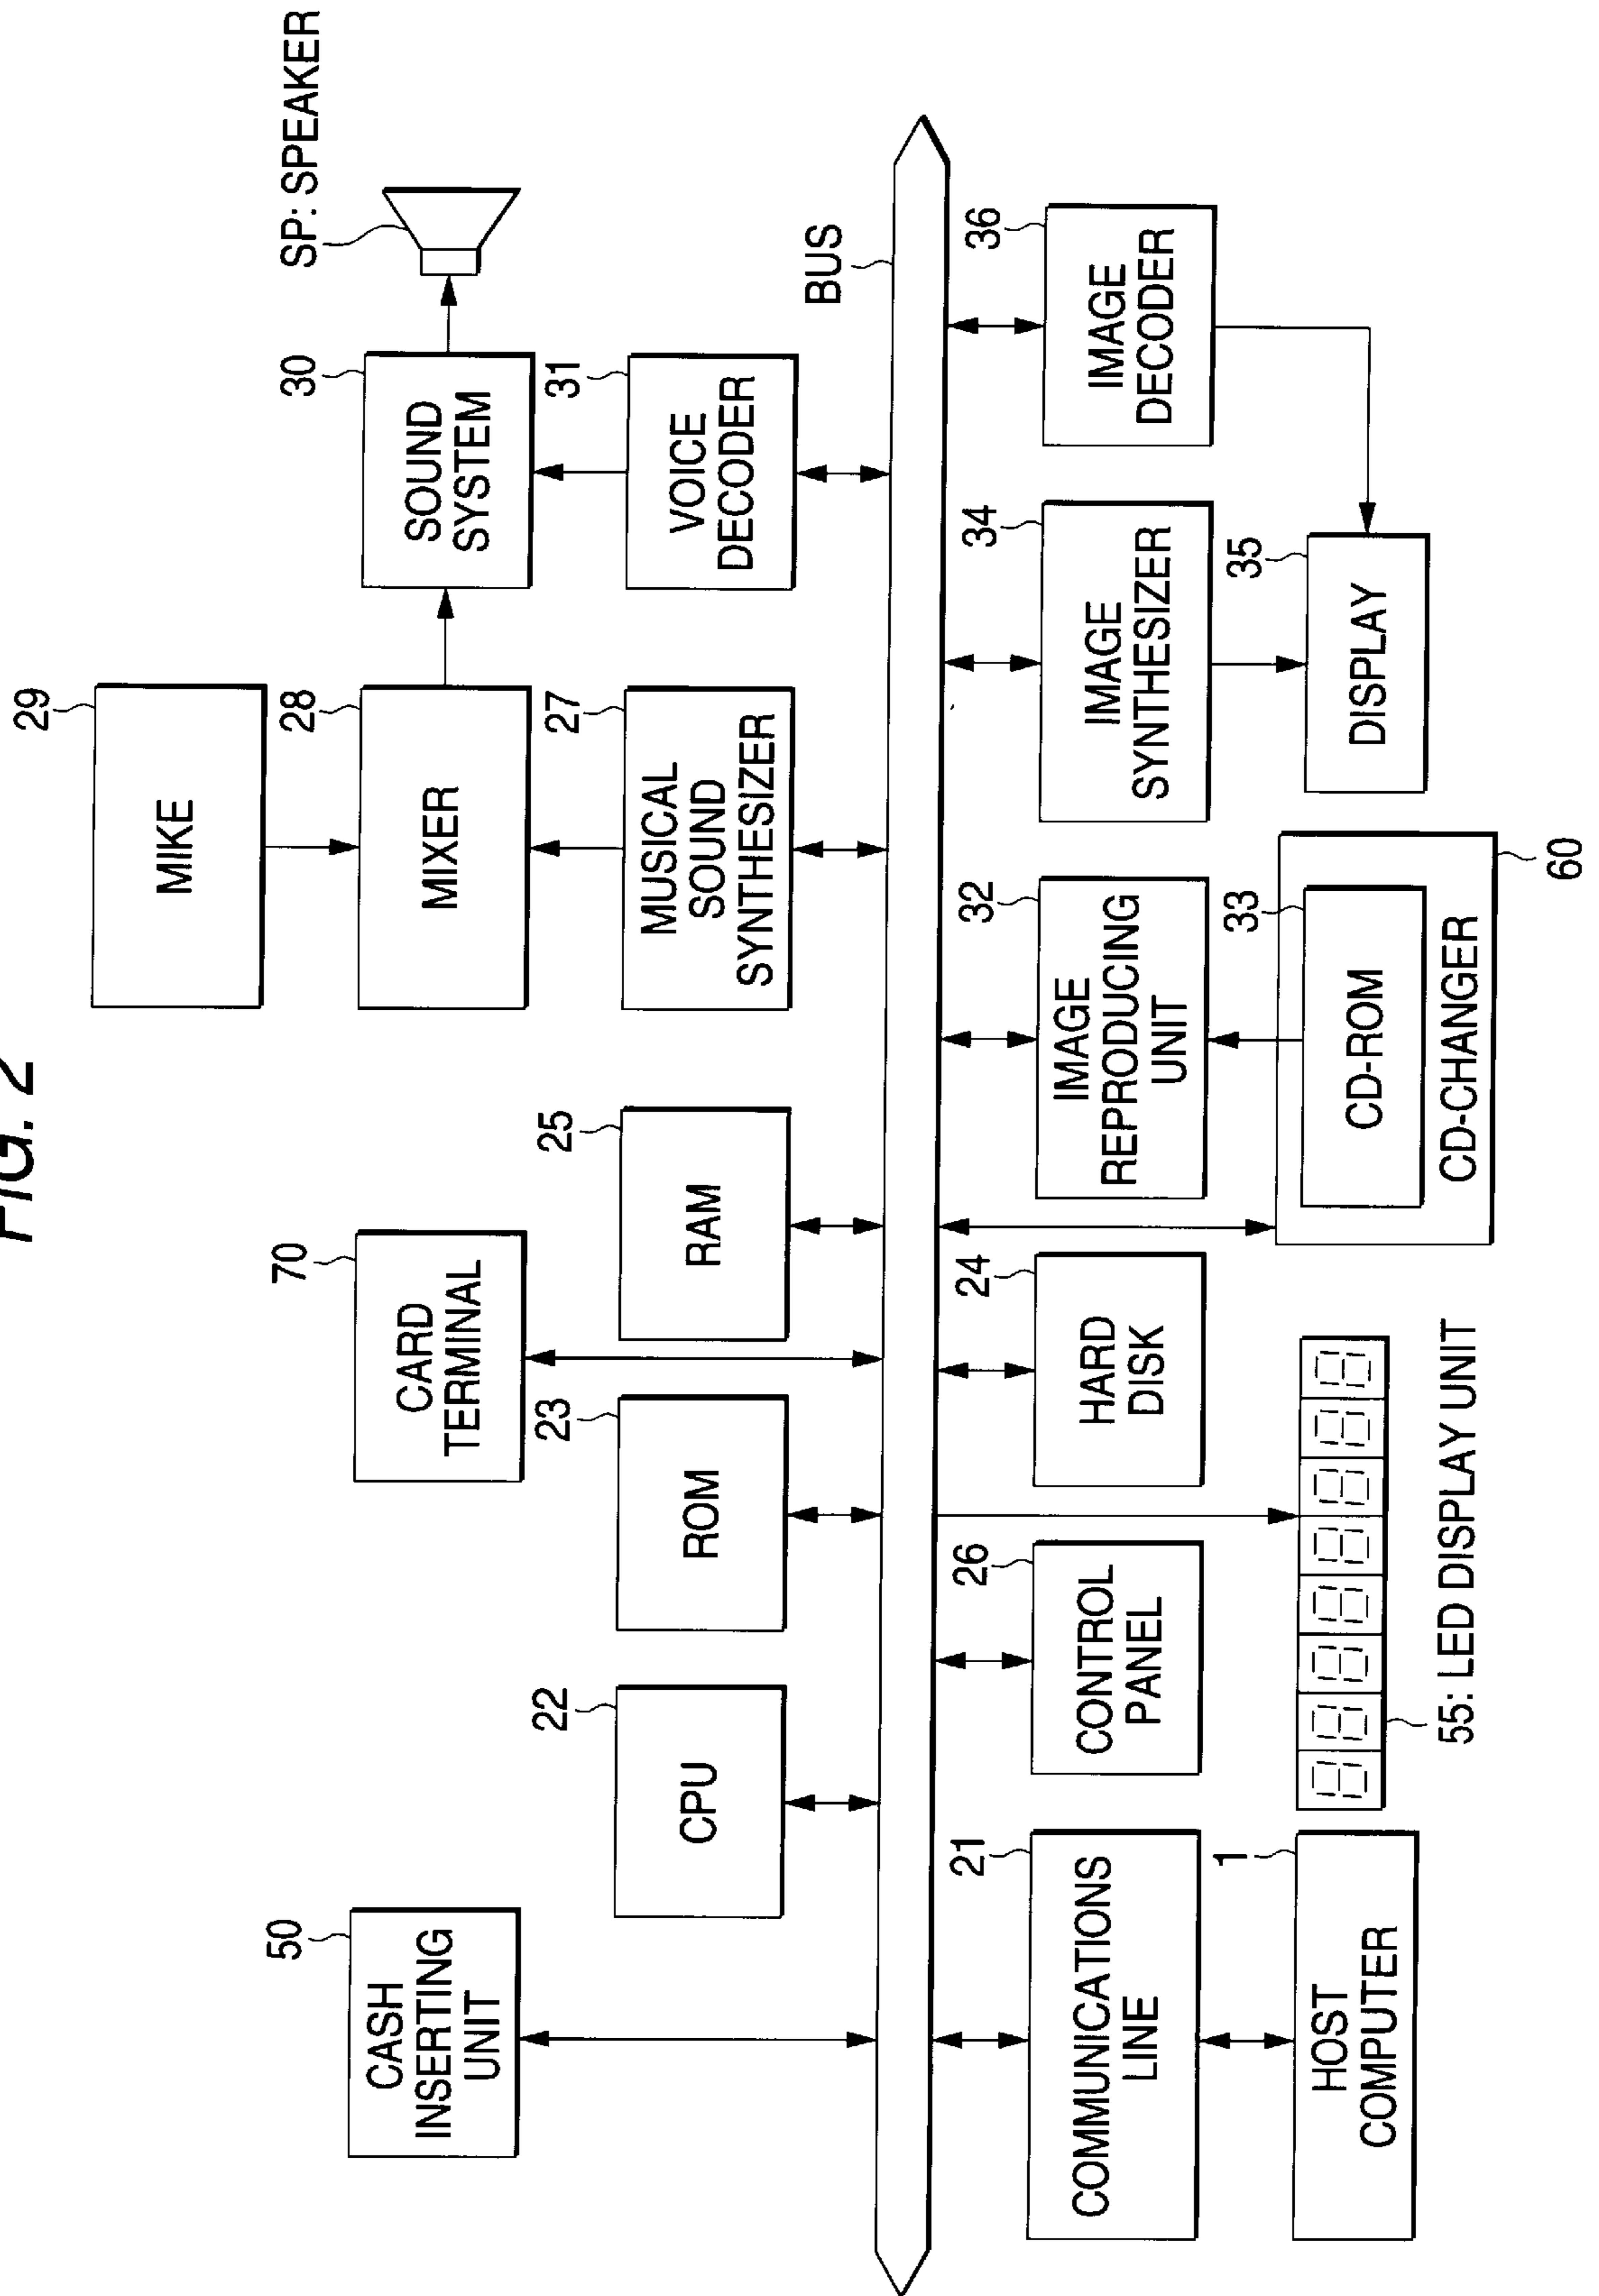 FIG. 2
29
MIKE
SP: SPEAKER
50
CASH
INSERTING
UNIT
70
CARD
TERMINAL
28
MIXER
30
SOUND
SYSTEM
22
CPU
23
ROM
25
RAM
27
MUSICAL
SOUND
SYNTHESIZER
31
VOICE
DECODER
BUS
21
COMMUNICATIONS
LINE
26
CONTROL
PANEL
24
HARD
DISK
32
IMAGE
REPRODUCING
UNIT
34
IMAGE
SYNTHESIZER
36
IMAGE
DECODER
1
HOST
COMPUTER
55: LED DISPLAY UNIT
33
CD-ROM
CD-CHANGER
60
35
DISPLAY